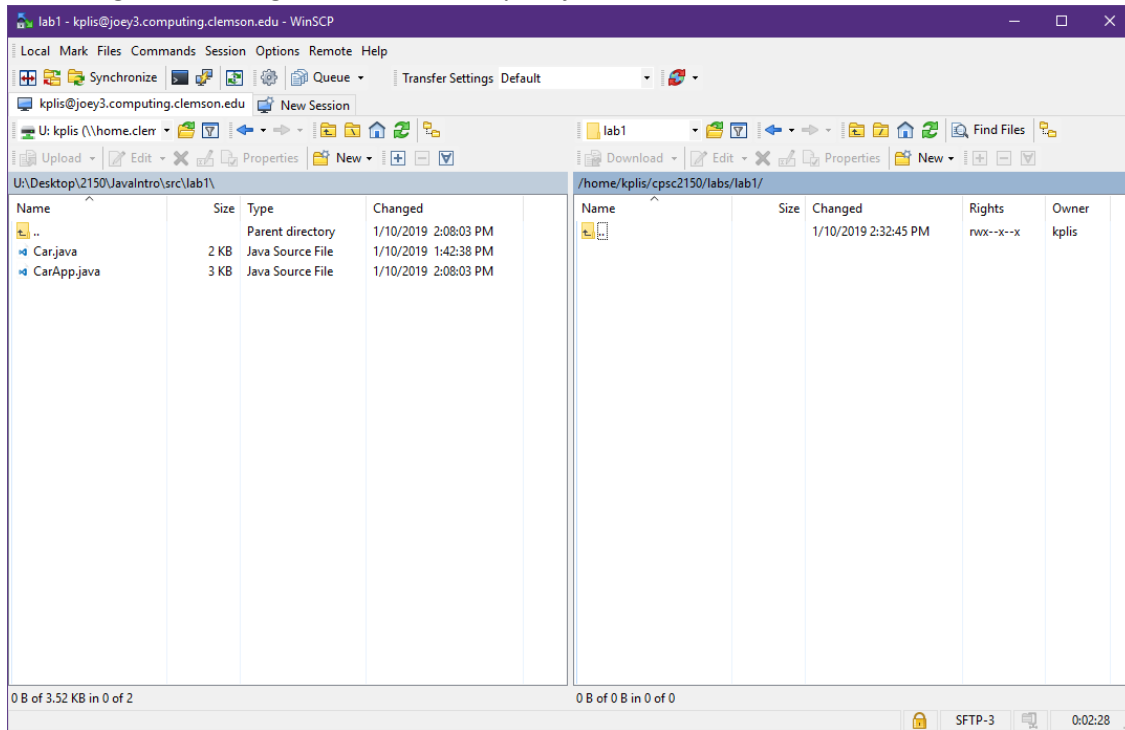 lab1 - kplis@joey3.computing.clemson.edu - WinSCP
Local Mark Files Commands Session Options Remote Help
Synchronize Queue Transfer Settings Default
kplis@joey3.computing.clemson.edu New Session
U: kplis (\\home.clem lab1 Find Files
Upload Edit Properties New Download Edit Properties New
U:\Desktop\2150\JavaIntro\src\lab1\ /home/kplis/cpsc2150/labs/lab1/
Name Size Type Changed Name Size Changed Rights Owner
.. Parent directory 1/10/2019 2:08:03 PM .. 1/10/2019 2:32:45 PM rwx--x--x kplis
Car.java 2 KB Java Source File 1/10/2019 1:42:38 PM
CarApp.java 3 KB Java Source File 1/10/2019 2:08:03 PM
0 B of 3.52 KB in 0 of 2 0 B of 0 B in 0 of 0
SFTP-3 0:02:28